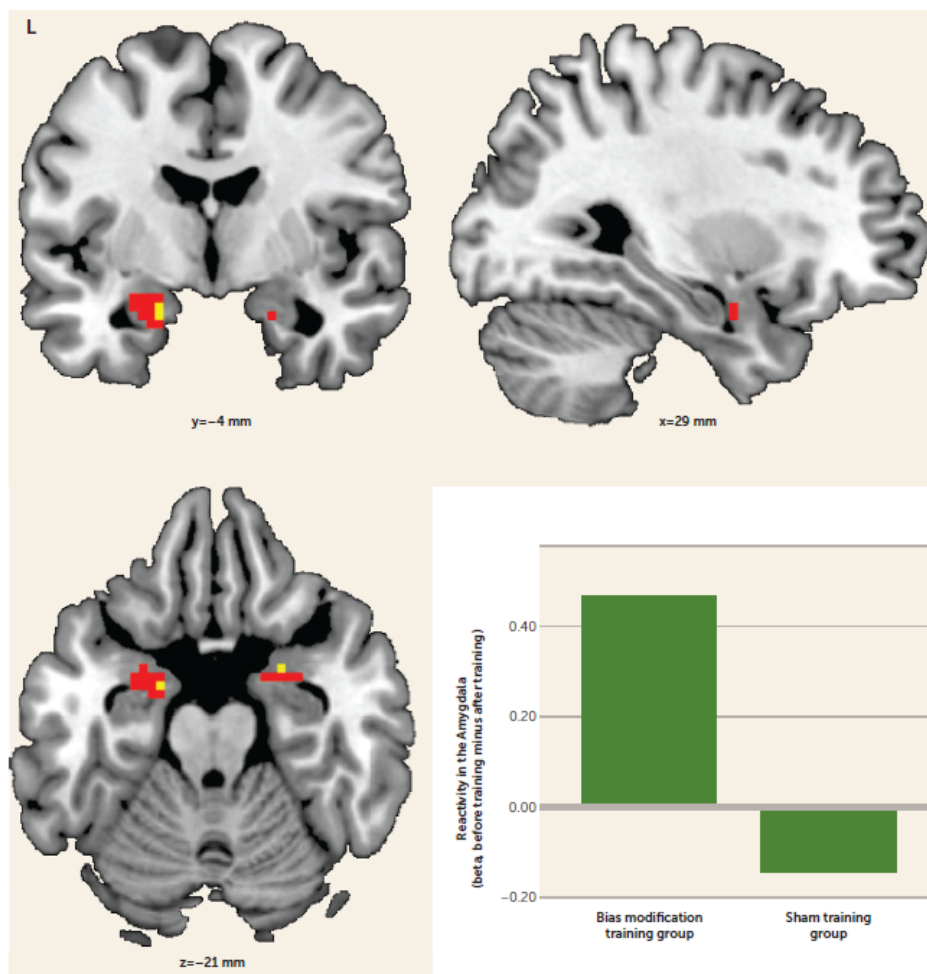 L
y=−4 mm
x=29 mm
z=−21 mm
Reactivity in the Amygdala
(beta, before training minus after training)
0.40
0.20
0.00
−0.20
Bias modification
training group
Sham training
group